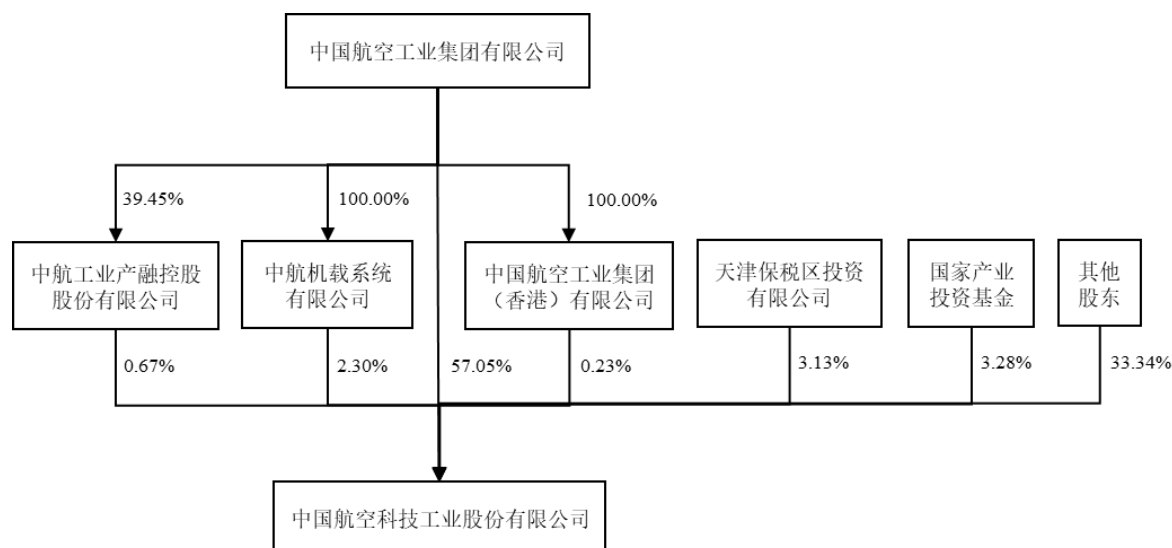 中国航空工业集团有限公司
39.45%
100.00%
100.00%
中航工业产融控股
股份有限公司
中航机载系统
有限公司
中国航空工业集团
（香港）有限公司
天津保税区投资
有限公司
国家产业
投资基金
其他
股东
0.67%
2.30%
57.05%
0.23%
3.13%
3.28%
33.34%
中国航空科技工业股份有限公司